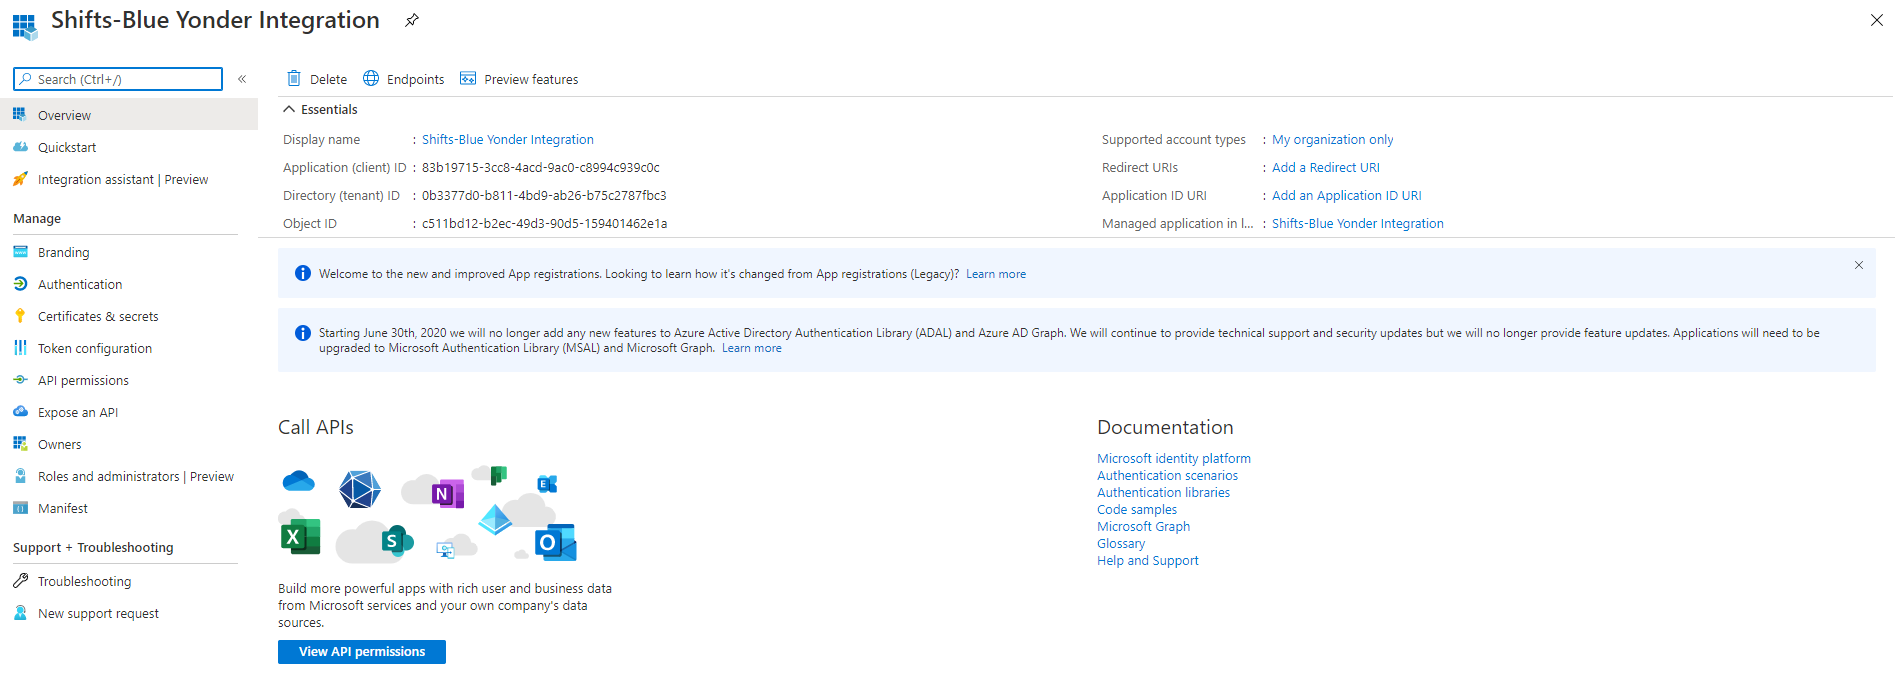 Shifts-Blue Yonder Integration
Search (Ctrl+/)
«
Overview
Quickstart
Integration assistant | Preview
Manage
Branding
Authentication
Certificates & secrets
Token configuration
API permissions
Expose an API
Owners
Roles and administrators | Preview
Manifest
Support + Troubleshooting
Troubleshooting
New support request
Delete Endpoints Preview features
Essentials
Display name : Shifts-Blue Yonder Integration
Application (client) ID : 83b19715-3cc8-4acd-9ac0-c8994c939c0c
Directory (tenant) ID : 0b3377d0-b811-4bd9-ab26-b75c2787fbc3
Object ID : c511bd12-b2ec-49d3-90d5-159401462e1a
Supported account types : My organization only
Redirect URIs : Add a Redirect URI
Application ID URI : Add an Application ID URI
Managed application in l... : Shifts-Blue Yonder Integration
Welcome to the new and improved App registrations. Looking to learn how it's changed from App registrations (Legacy)? Learn more
Starting June 30th, 2020 we will no longer add any new features to Azure Active Directory Authentication Library (ADAL) and Azure AD Graph. We will continue to provide technical support and security updates but we will no longer provide feature updates. Applications will need to be
upgraded to Microsoft Authentication Library (MSAL) and Microsoft Graph. Learn more
Call APIs
N
E
X
S
O
Build more powerful apps with rich user and business data
from Microsoft services and your own company's data
sources.
View API permissions
Documentation
Microsoft identity platform
Authentication scenarios
Authentication libraries
Code samples
Microsoft Graph
Glossary
Help and Support